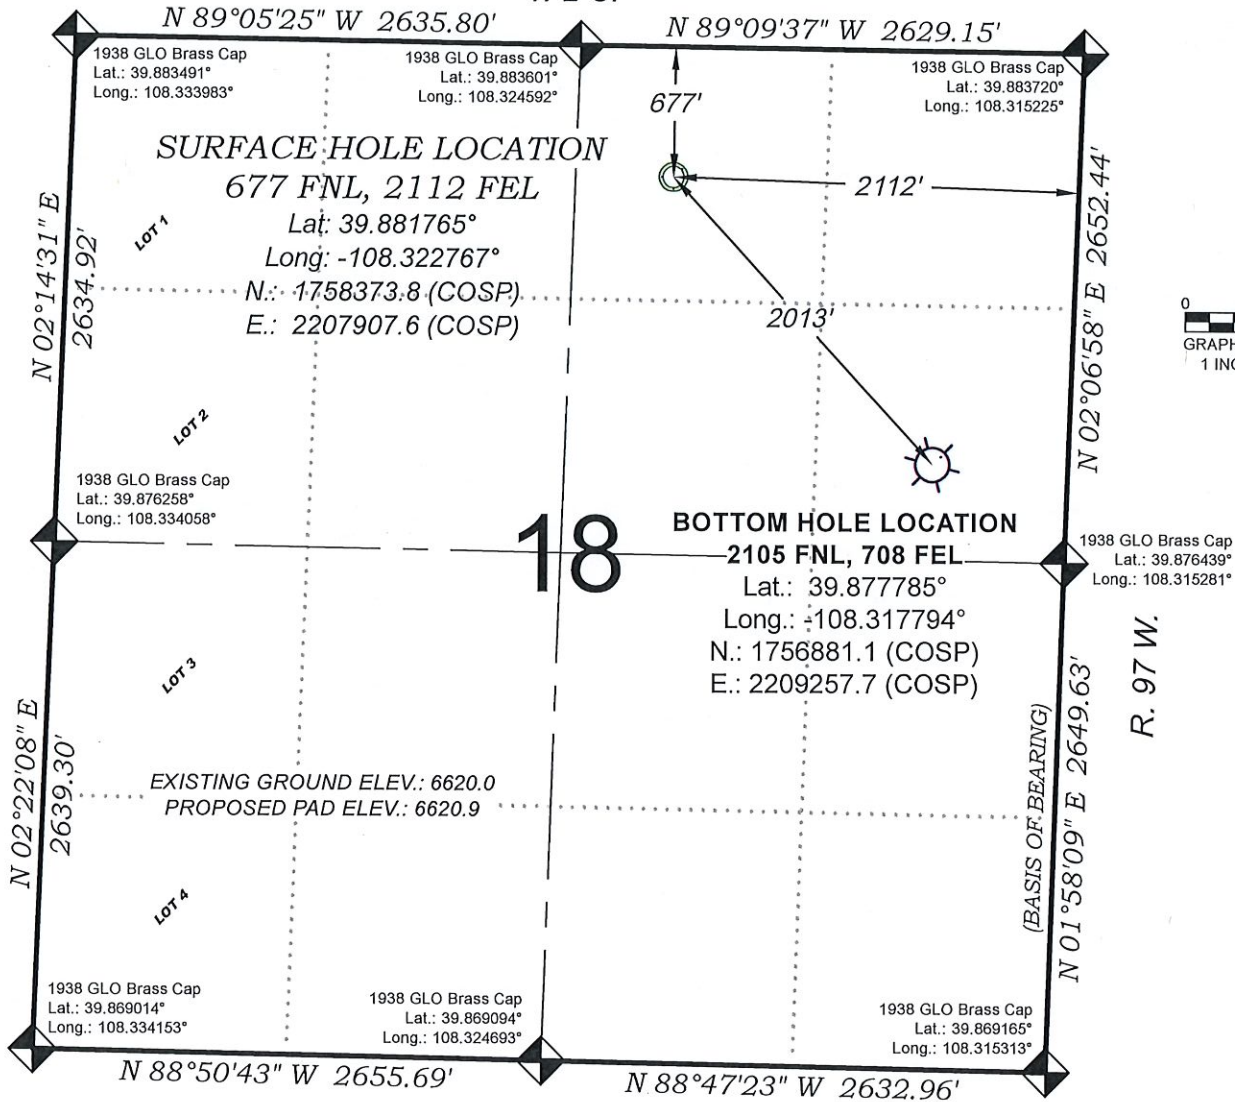 N 89°05'25" W 2635.80'
N 89°09'37" W 2629.15'
1938 GLO Brass Cap
Lat.: 39.883491°
Long.: 108.333983°
1938 GLO Brass Cap
Lat.: 39.883601°
Long.: 108.324592°
1938 GLO Brass Cap
Lat.: 39.883720°
Long.: 108.315225°
677'
SURFACE HOLE LOCATION
677 FNL, 2112 FEL
Lat: 39.881765°
Long: -108.322767°
N.: 1758373.8 (COSP)
E.: 2207907.6 (COSP)
2112'
2013'
N 02°14'31" E
2634.92'
LOT 1
LOT 2
N 02°06'58" E 2652.44'
0
GRAPH
1 INC
1938 GLO Brass Cap
Lat.: 39.876258°
Long.: 108.334058°
18
BOTTOM HOLE LOCATION
2105 FNL, 708 FEL
Lat.: 39.877785°
Long.: -108.317794°
N.: 1756881.1 (COSP)
E.: 2209257.7 (COSP)
1938 GLO Brass Cap
Lat.: 39.876439°
Long.: 108.315281°
R. 97 W.
LOT 3
N 02°22'08" E
2639.30'
EXISTING GROUND ELEV.: 6620.0
PROPOSED PAD ELEV.: 6620.9
(BASIS OF BEARING)
N 01°58'09" E 2649.63'
LOT 4
1938 GLO Brass Cap
Lat.: 39.869014°
Long.: 108.334153°
1938 GLO Brass Cap
Lat.: 39.869094°
Long.: 108.324693°
1938 GLO Brass Cap
Lat.: 39.869165°
Long.: 108.315313°
N 88°50'43" W 2655.69'
N 88°47'23" W 2632.96'